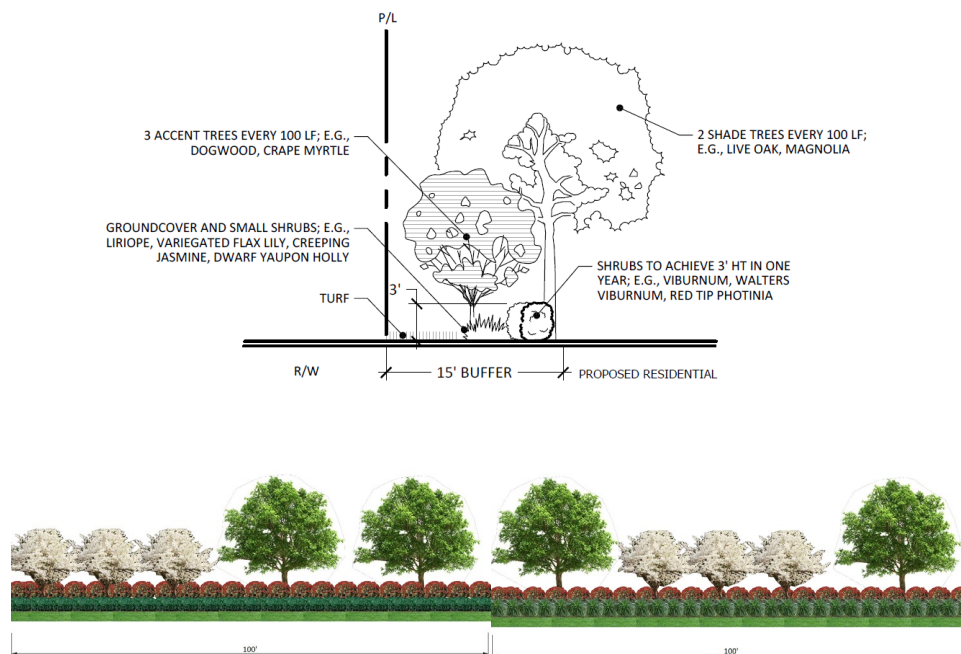 P/L
3 ACCENT TREES EVERY 100 LF; E.G.,
DOGWOOD, CRAPE MYRTLE
2 SHADE TREES EVERY 100 LF;
E.G., LIVE OAK, MAGNOLIA
GROUNDCOVER AND SMALL SHRUBS; E.G.,
LIRIOPE, VARIEGATED FLAX LILY, CREEPING
JASMINE, DWARF YAUPON HOLLY
SHRUBS TO ACHIEVE 3' HT IN ONE
YEAR; E.G., VIBURNUM, WALTERS
VIBURNUM, RED TIP PHOTINIA
3'
TURF
R/W
15' BUFFER
PROPOSED RESIDENTIAL
100'
100'